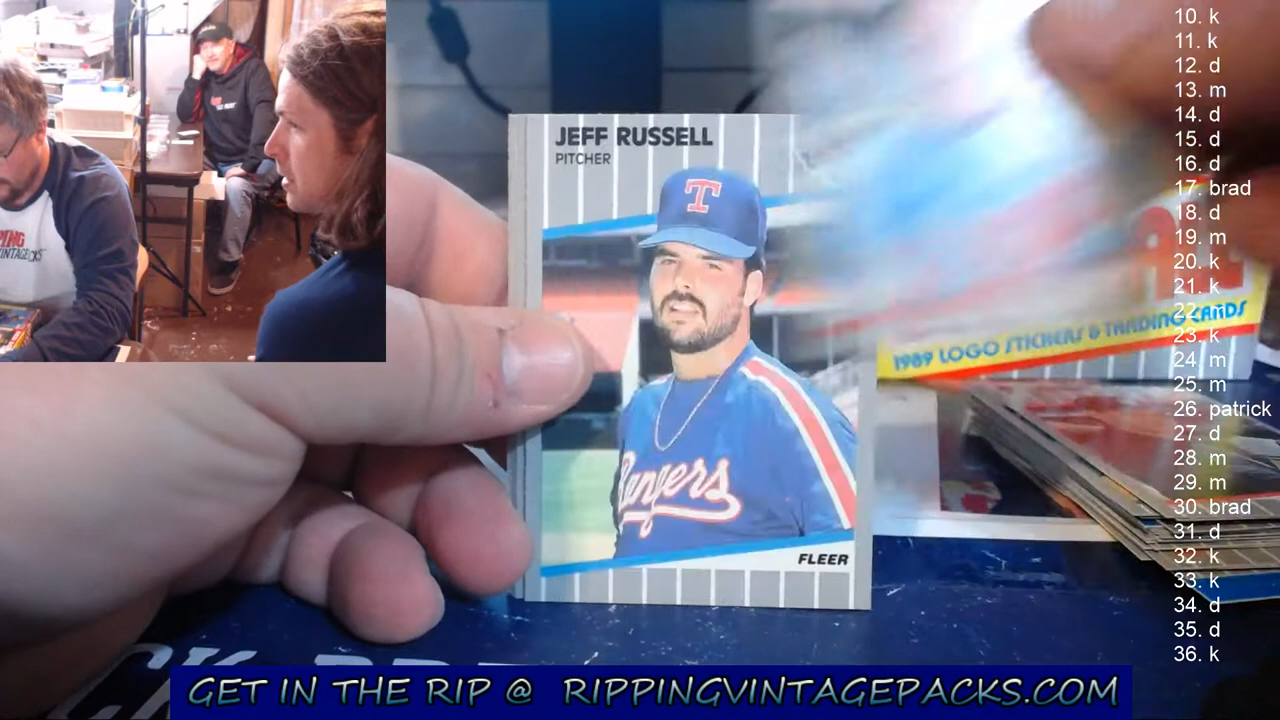 JEFF RUSSELL
PITCHER
T
Rangers
FLEER
1989 LOGO STICKERS & TRADING CARDS
10. k
11. k
12. d
13. m
14. d
15. d
16. d
17. brad
18. d
19. m
20. k
21. k
22. k
23. k
24. m
25. m
26. patrick
27. d
28. m
29. m
30. brad
31. d
32. k
33. k
34. d
35. d
36. k
GET IN THE RIP @ RIPPINGVINTAGEPACKS.COM